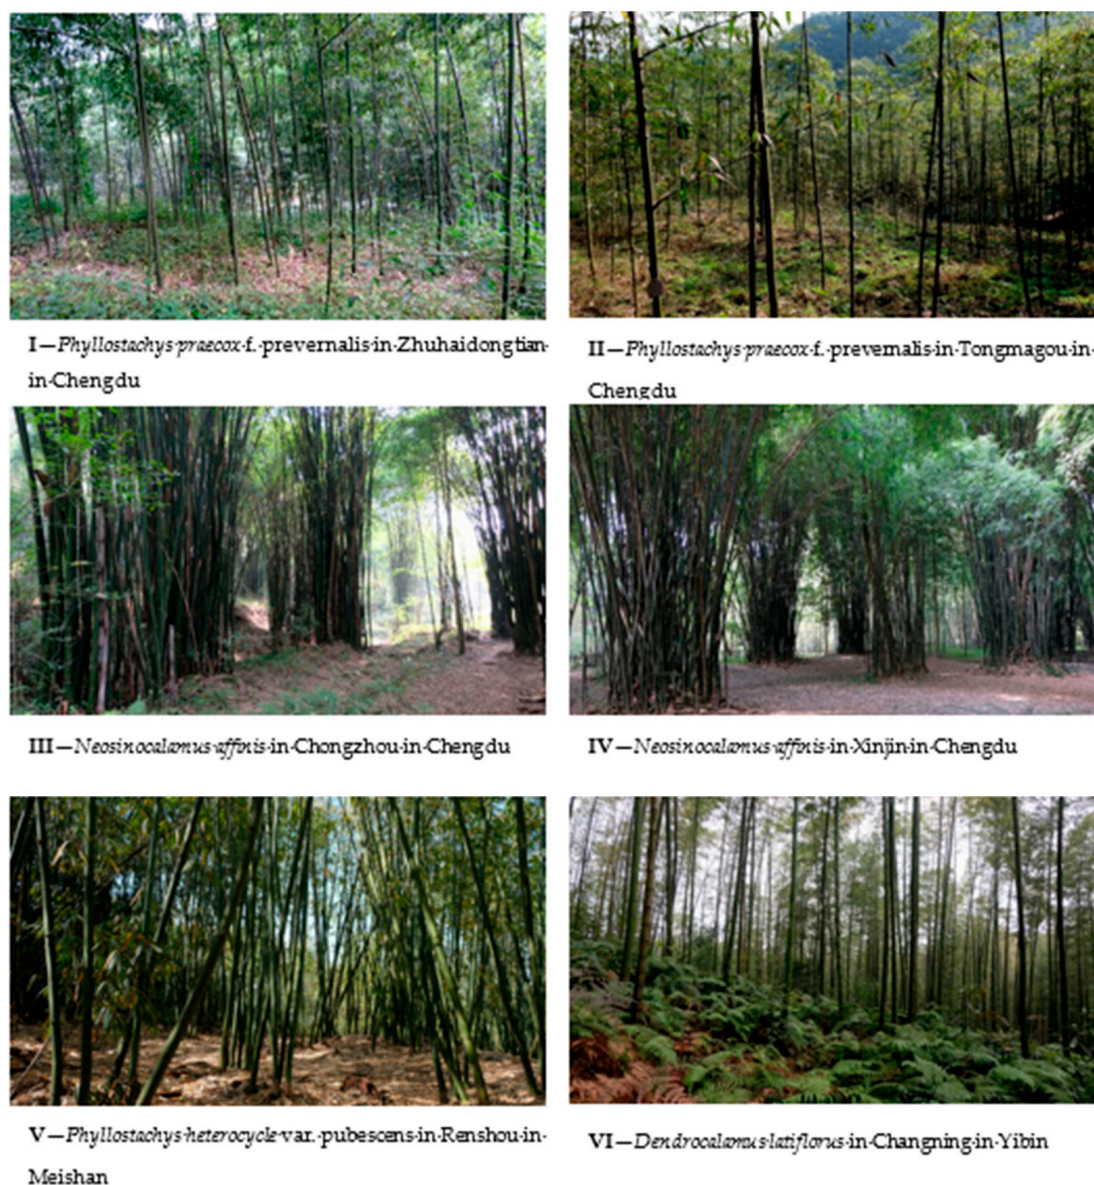 I—Phyllostachys·praecox·f.·prevernalis·in·Zhuhaidongtian·
in·Chengdu
II—Phyllostachys·praecox·f.·prevernalis·in·Tongmagou·in·
Chengdu
III—Neosinocalamus·affinis·in·Chongzhou·in·Chengdu
IV—Neosinocalamus·affinis·in·Xinjin·in·Chengdu
V—Phyllostachys·heterocycle·var.·pubescens·in·Renshou·in·
Meishan
VI—Dendrocalamus·latiflorus·in·Changning·in·Yibin